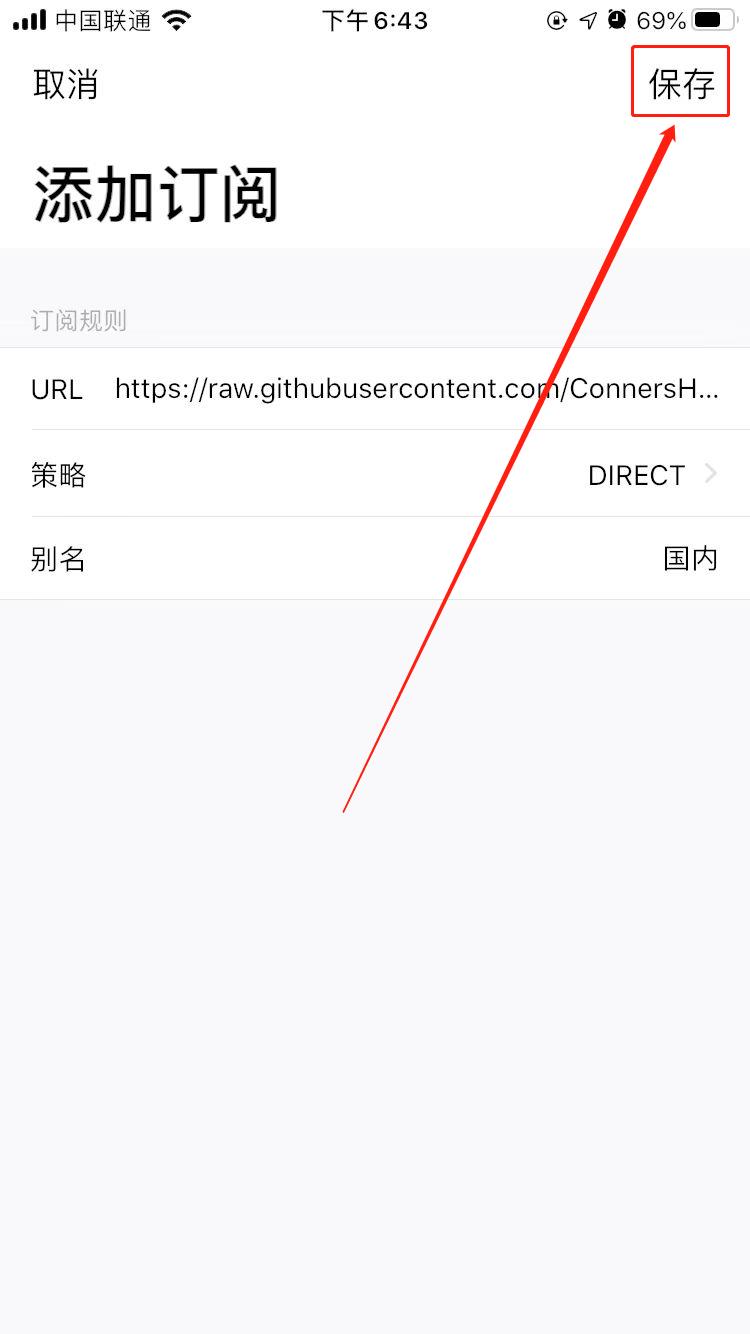 中国联通 下午6:43 69%
取消 保存
添加订阅
订阅规则
URL https://raw.githubusercontent.com/ConnersH...
策略 DIRECT
别名 国内